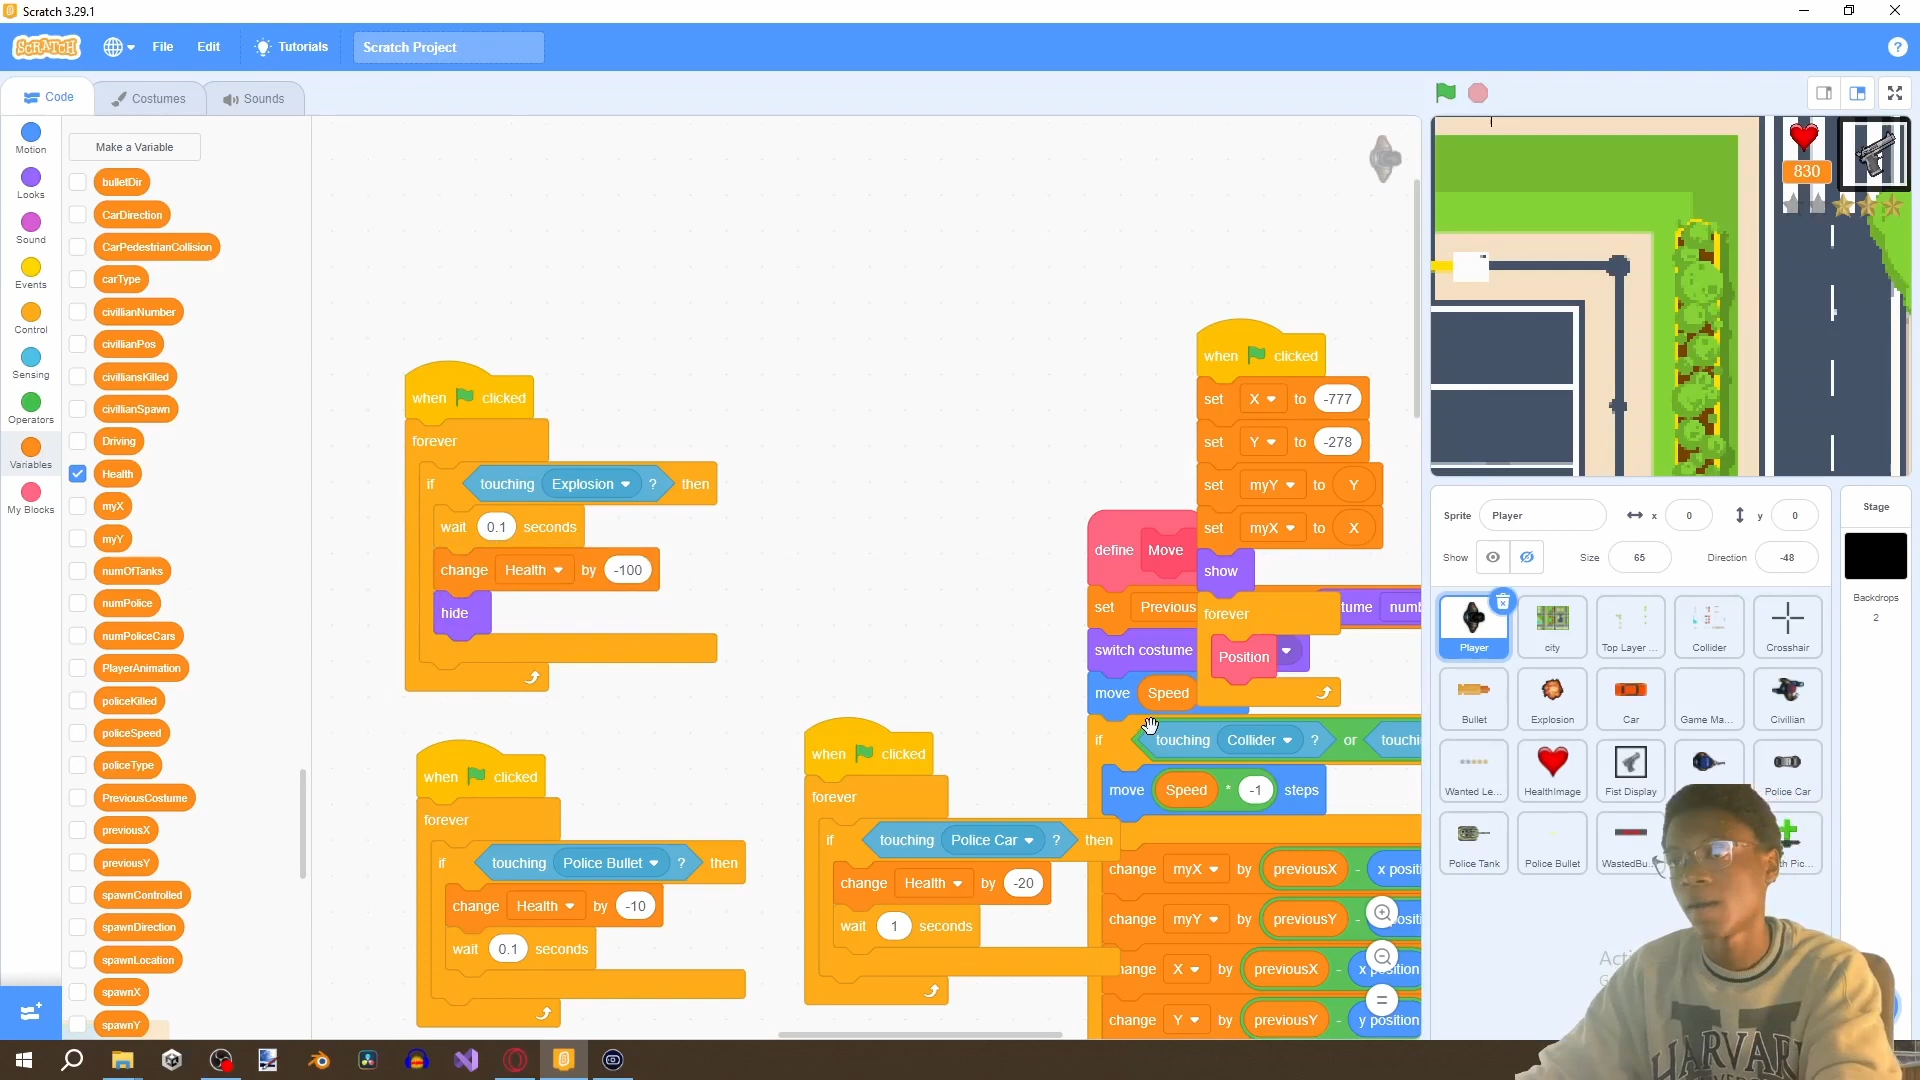 Scratch 3.29.1
SCRATCH
File
Edit
Tutorials
Scratch Project
?
Code
Costumes
Sounds
Motion
Looks
Sound
Events
Control
Sensing
Operators
Variables
My Blocks
Make a Variable
bulletDir
CarDirection
CarPedestrianCollision
carType
civillianNumber
civillianPos
civilliansKilled
civillianSpawn
Driving
Health
myX
myY
numOfTanks
numPolice
numPoliceCars
PlayerAnimation
policeKilled
policeSpeed
policeType
PreviousCostume
previousX
previousY
spawnControlled
spawnDirection
spawnLocation
spawnX
spawnY
when clicked
forever
if touching Explosion ? then
wait 0.1 seconds
change Health by -100
hide
when clicked
forever
if touching Police Bullet ? then
change Health by -10
wait 0.1 seconds
when clicked
forever
if touching Police Car ? then
change Health by -20
wait 1 seconds
when clicked
set X to -777
set Y to -278
set myY to Y
set myX to X
show
forever
Position
define Move
set Previous
switch costume
move Speed
if touching Collider ? or
move Speed * -1 steps
change myX by previousX -
change myY by previousY -
change X by previousX - x position
change Y by previousY - y position
830
Sprite Player x 0 y 0
Show Size 65 Direction -48
Player
city
Top Layer ...
Collider
Crosshair
Bullet
Explosion
Car
Game Ma...
Civillian
Wanted Le...
HealthImage
Fist Display
Police Car
Police Tank
Police Bullet
WastedBu...
Stage
Backdrops
2
HARVAR